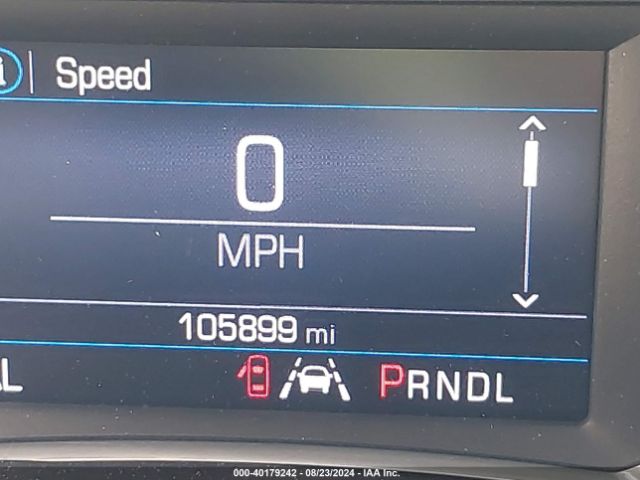 i Speed
0
MPH
105899 mi
PRNDL
000-40179242 - 08/23/2024 - IAA Inc.